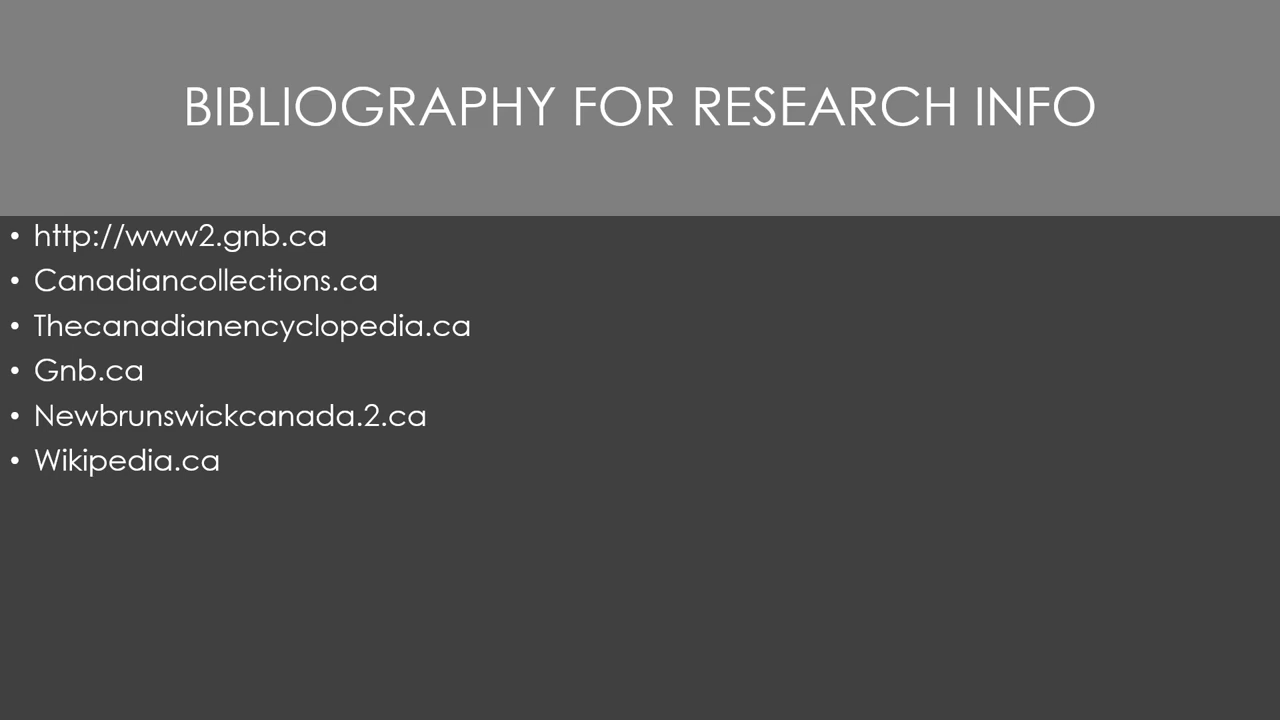 BIBLIOGRAPHY FOR RESEARCH INFO
• http://www2.gnb.ca
• Canadiancollections.ca
• Thecanadianencyclopedia.ca
• Gnb.ca
• Newbrunswickcanada.2.ca
• Wikipedia.ca